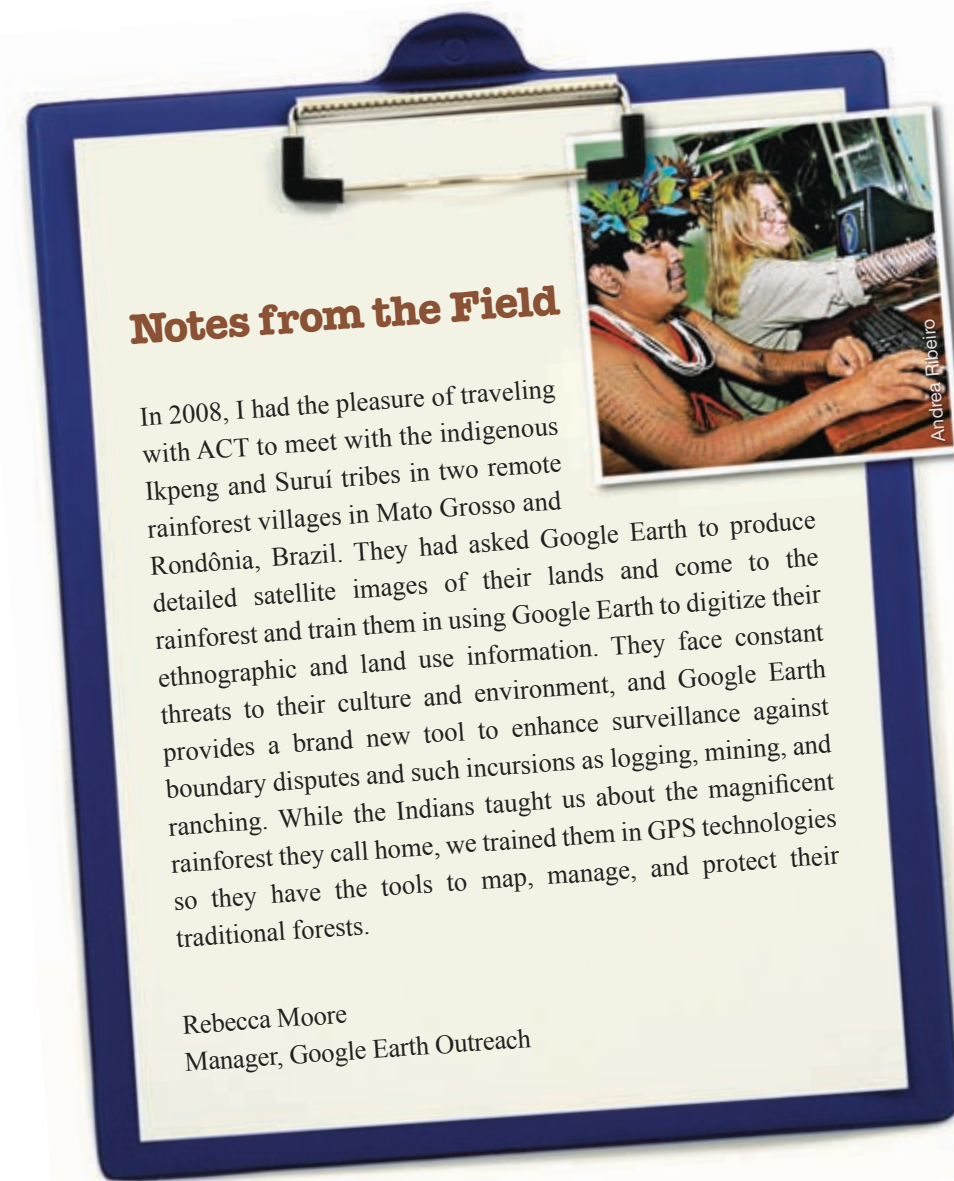 Notes from the Field
Andrea Ribeiro
In 2008, I had the pleasure of traveling
with ACT to meet with the indigenous
Ikpeng and Suruí tribes in two remote
rainforest villages in Mato Grosso and
Rondônia, Brazil. They had asked Google Earth to produce
detailed satellite images of their lands and come to the
rainforest and train them in using Google Earth to digitize their
ethnographic and land use information. They face constant
threats to their culture and environment, and Google Earth
provides a brand new tool to enhance surveillance against
boundary disputes and such incursions as logging, mining, and
ranching. While the Indians taught us about the magnificent
rainforest they call home, we trained them in GPS technologies
so they have the tools to map, manage, and protect their
traditional forests.
Rebecca Moore
Manager, Google Earth Outreach